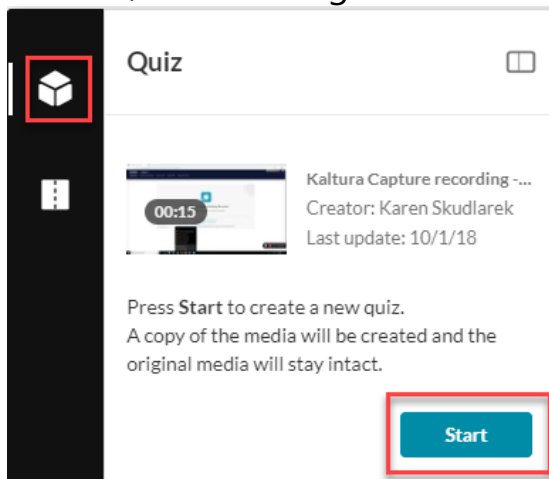 Quiz
00:15
Kaltura Capture recording -...
Creator: Karen Skudlarek
Last update: 10/1/18
Press Start to create a new quiz.
A copy of the media will be created and the
original media will stay intact.
Start